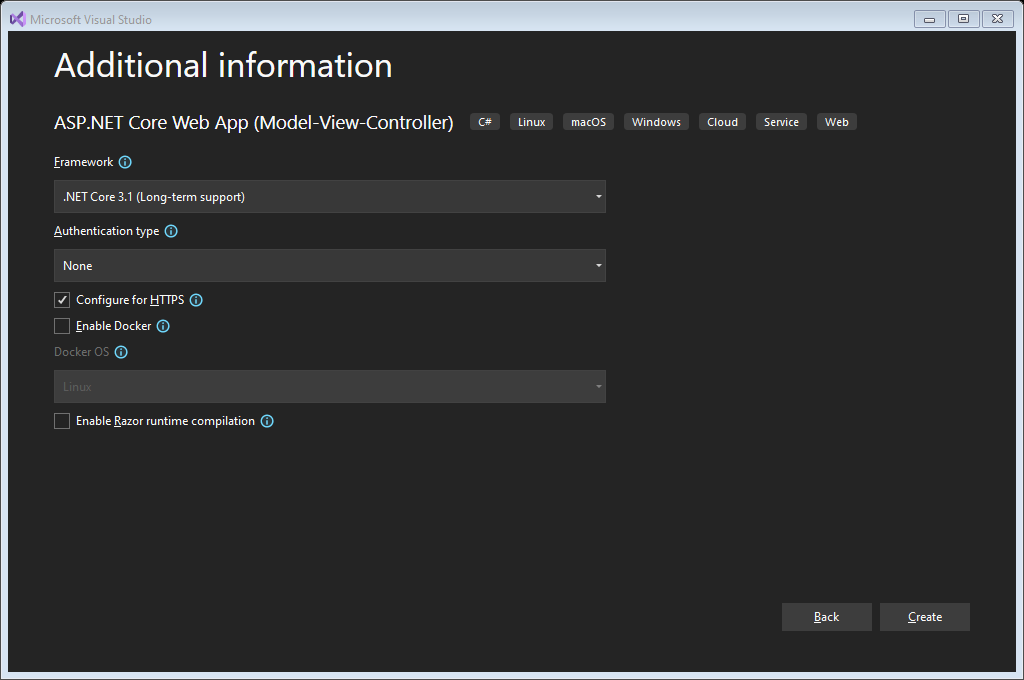 Microsoft Visual Studio
Additional information
ASP.NET Core Web App (Model-View-Controller) C# Linux macOS Windows Cloud Service Web
Framework
.NET Core 3.1 (Long-term support)
Authentication type
None
Configure for HTTPS
Enable Docker
Docker OS
Linux
Enable Razor runtime compilation
Back Create